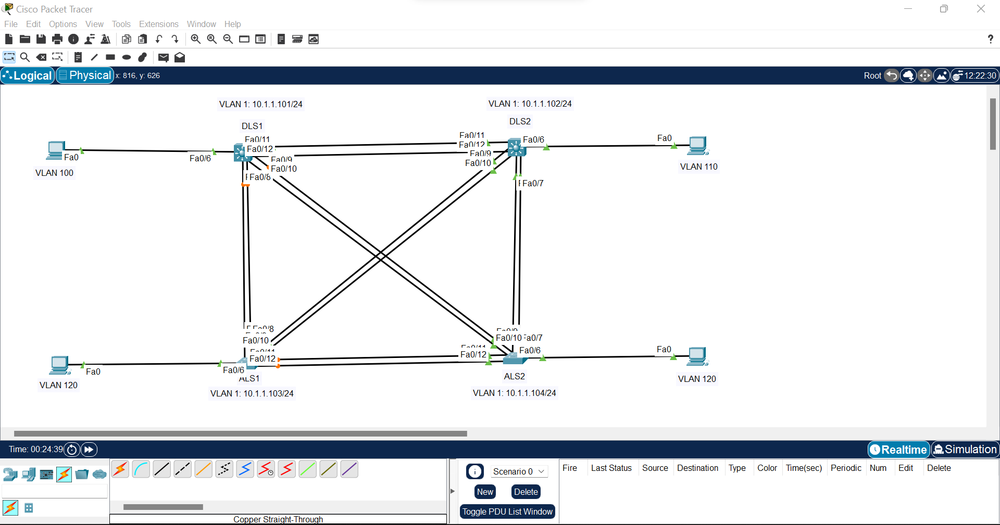 Cisco Packet Tracer
File Edit Options View Tools Extensions Window Help
Logical Physical x: 816, y: 626 Root 12:22:30
VLAN 1: 10.1.1.101/24
VLAN 1: 10.1.1.102/24
DLS1
DLS2
Fa0/11
Fa0/12
Fa0/9
Fa0/10
Fa0/8
Fa0/6
Fa0
VLAN 100
Fa0/11
Fa0/12
Fa0/9
Fa0/10
Fa0/6
Fa0/7
Fa0
VLAN 110
Fa0/8
Fa0/10
Fa0/11
Fa0/12
Fa0/6
ALS1
VLAN 1: 10.1.1.103/24
Fa0
VLAN 120
Fa0/9
Fa0/10
Fa0/7
Fa0/11
Fa0/12
Fa0/6
ALS2
VLAN 1: 10.1.1.104/24
Fa0
VLAN 120
Time: 00:24:39
Realtime Simulation
Scenario 0
New Delete
Toggle PDU List Window
Fire Last Status Source Destination Type Color Time(sec) Periodic Num Edit Delete
Copper Straight-Through